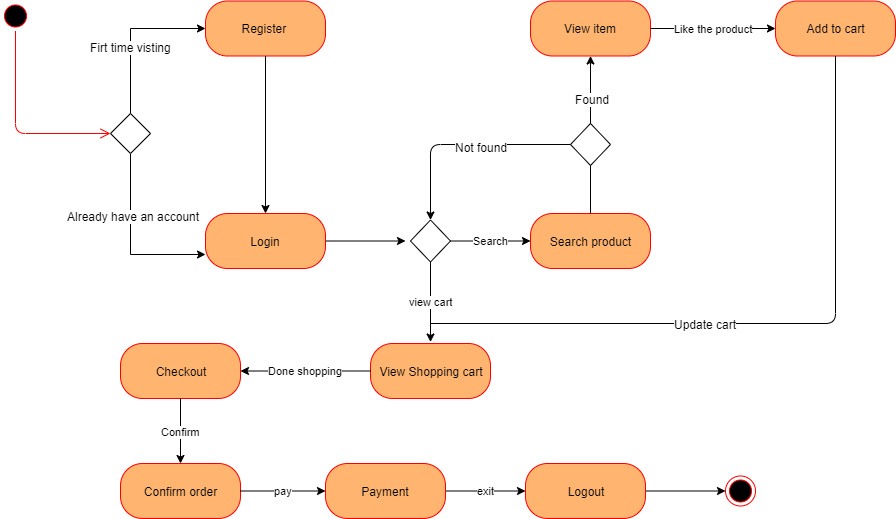 Register
View item
Like the product
Add to cart
Firt time visting
Found
Not found
Already have an account
Login
Search
Search product
view cart
Update cart
Checkout
Done shopping
View Shopping cart
Confirm
Confirm order
pay
Payment
exit
Logout